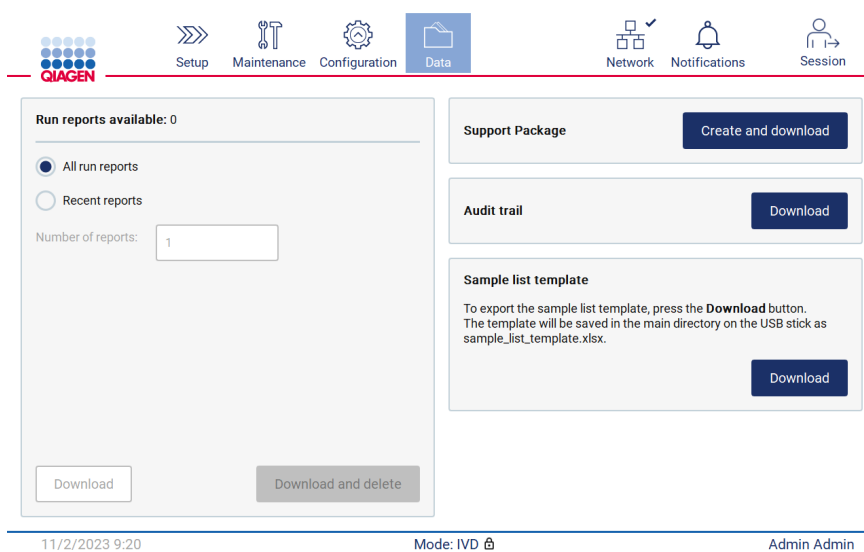 QIAGEN
Setup
Maintenance
Configuration
Data
Network
Notifications
Session
Run reports available: 0
All run reports
Recent reports
Number of reports:
1
Download
Download and delete
Support Package
Create and download
Audit trail
Download
Sample list template
To export the sample list template, press the Download button.
The template will be saved in the main directory on the USB stick as
sample_list_template.xlsx.
Download
11/2/2023 9:20
Mode: IVD
Admin Admin